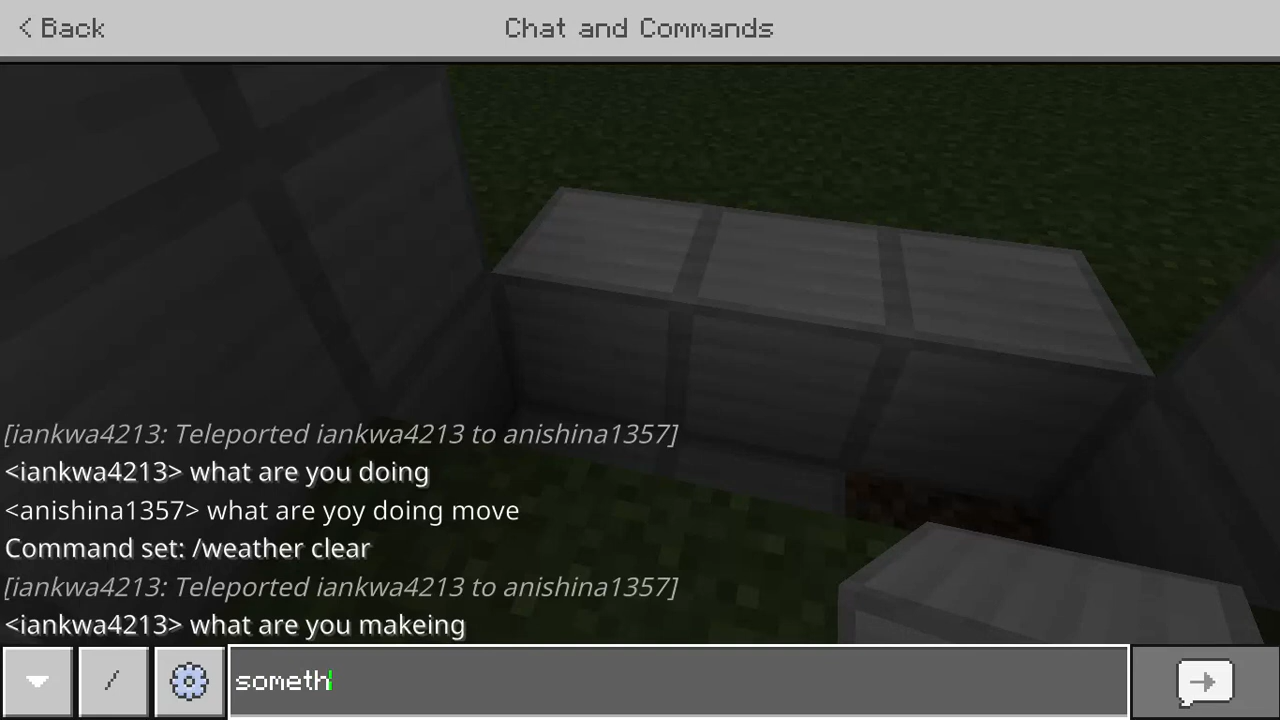 Back
Chat and Commands
[iankwa4213: Teleported iankwa4213 to anishina1357]
<iankwa4213> what are you doing
<anishina1357> what are yoy doing move
Command set: /weather clear
[iankwa4213: Teleported iankwa4213 to anishina1357]
<iankwa4213> what are you makeing
/
someth